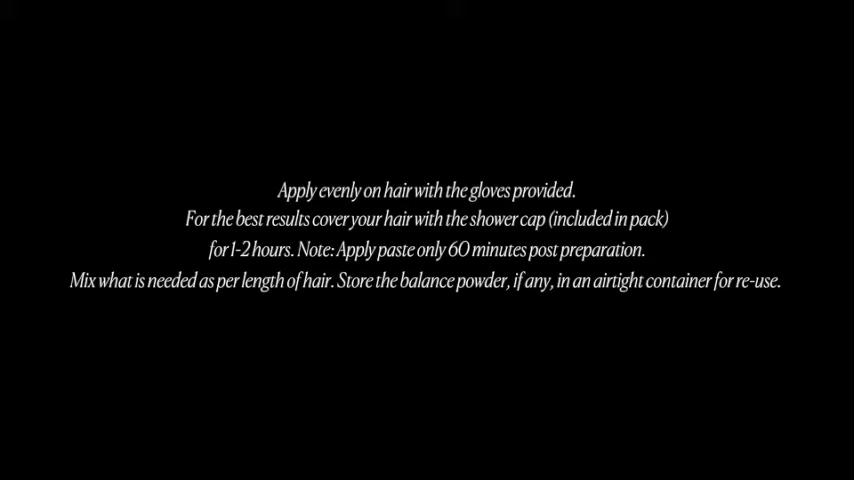 Apply evenly on hair with the gloves provided.
For the best results cover your hair with the shower cap (included in pack)
for 1-2 hours. Note: Apply paste only 60 minutes post preparation.
Mix what is needed as per length of hair. Store the balance powder, if any, in an airtight container for re-use.